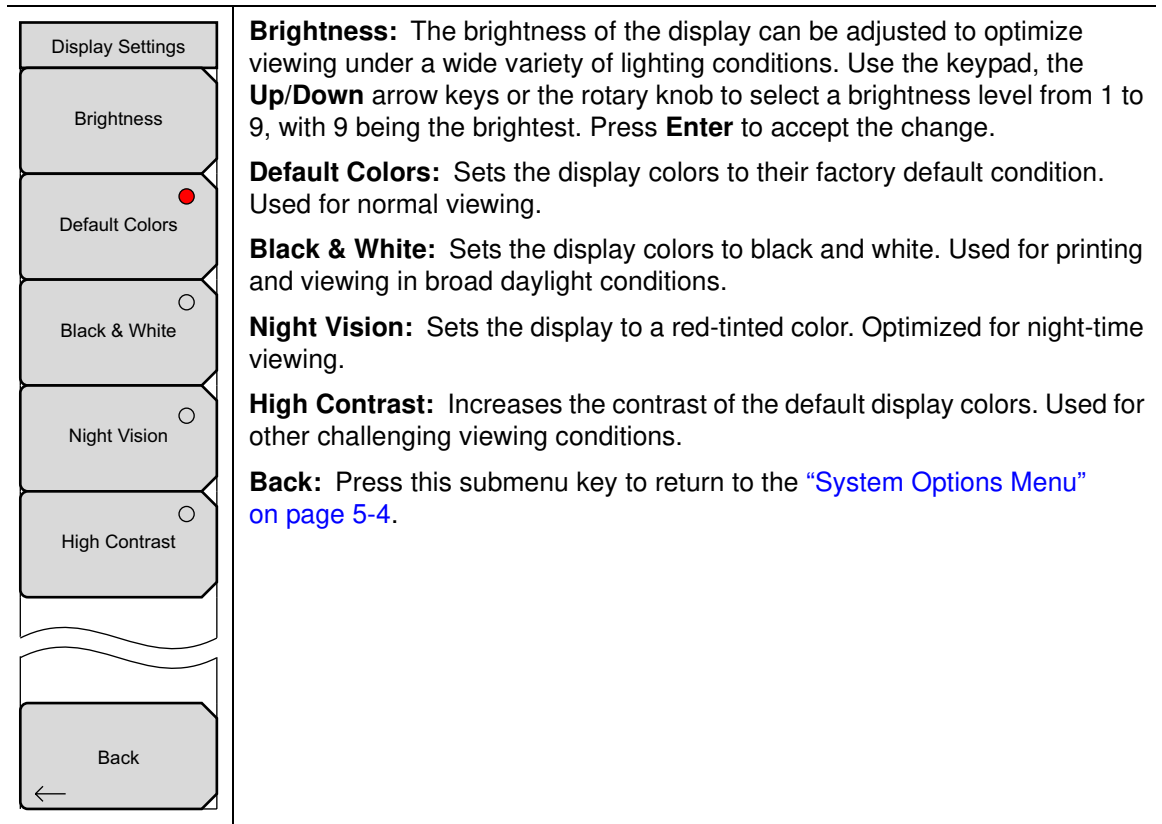 Display Settings
Brightness
Default Colors
Black & White
Night Vision
High Contrast
Back
Brightness: The brightness of the display can be adjusted to optimize
viewing under a wide variety of lighting conditions. Use the keypad, the
Up/Down arrow keys or the rotary knob to select a brightness level from 1 to
9, with 9 being the brightest. Press Enter to accept the change.
Default Colors: Sets the display colors to their factory default condition.
Used for normal viewing.
Black & White: Sets the display colors to black and white. Used for printing
and viewing in broad daylight conditions.
Night Vision: Sets the display to a red-tinted color. Optimized for night-time
viewing.
High Contrast: Increases the contrast of the default display colors. Used for
other challenging viewing conditions.
Back: Press this submenu key to return to the “System Options Menu”
on page 5-4.